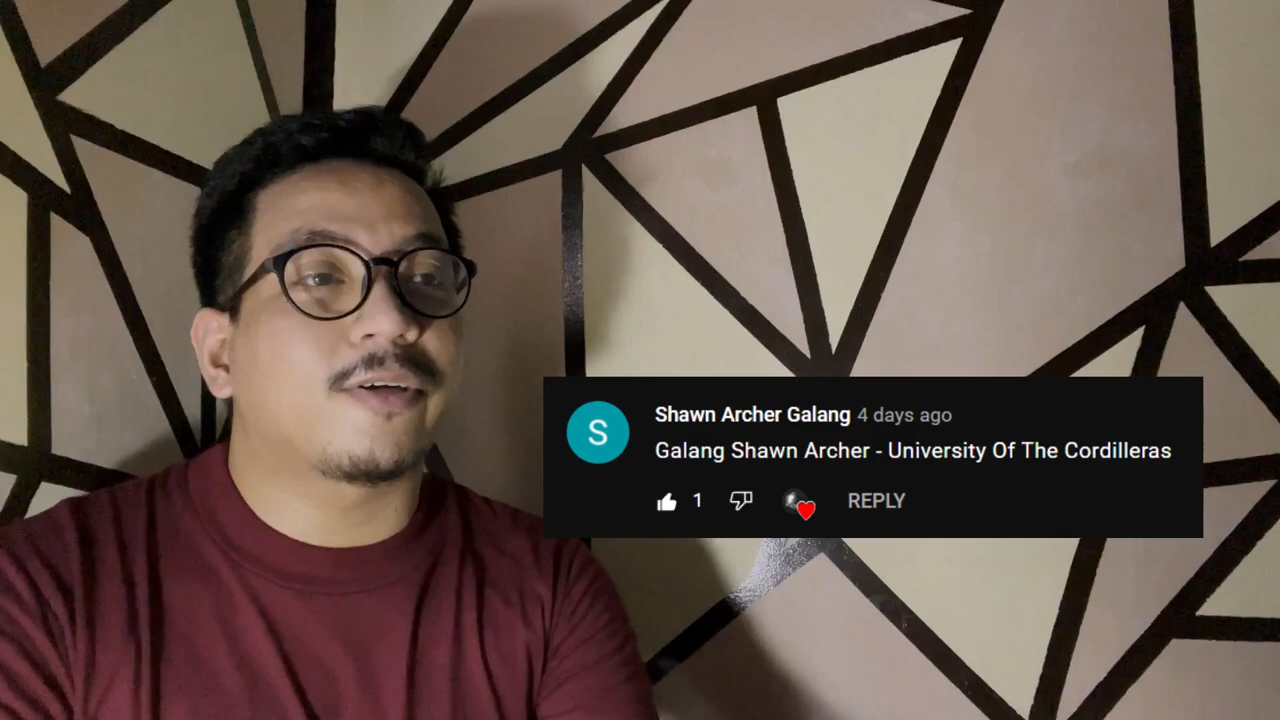 S
Shawn Archer Galang 4 days ago
Galang Shawn Archer - University Of The Cordilleras
1 REPLY